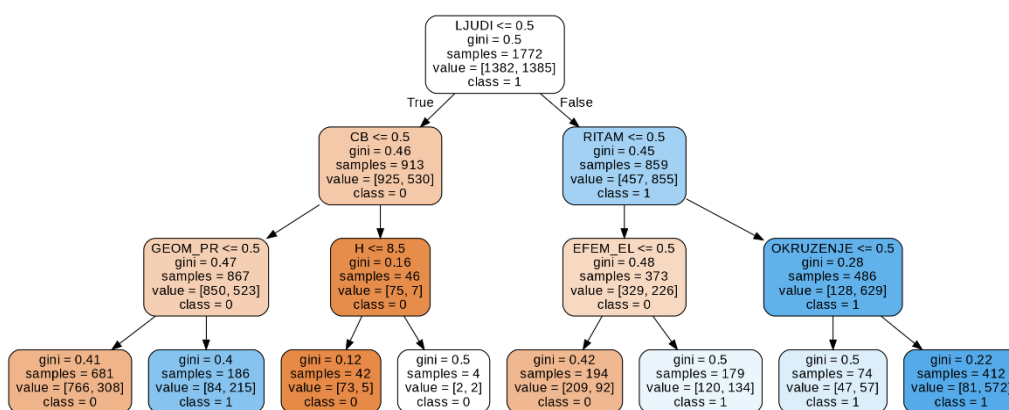 LJUDI <= 0.5
gini = 0.5
samples = 1772
value = [1382, 1385]
class = 1
True
False
CB <= 0.5
gini = 0.46
samples = 913
value = [925, 530]
class = 0
RITAM <= 0.5
gini = 0.45
samples = 859
value = [457, 855]
class = 1
GEOM_PR <= 0.5
gini = 0.47
samples = 867
value = [850, 523]
class = 0
H <= 8.5
gini = 0.16
samples = 46
value = [75, 7]
class = 0
EFEM_EL <= 0.5
gini = 0.48
samples = 373
value = [329, 226]
class = 0
OKRUZENJE <= 0.5
gini = 0.28
samples = 486
value = [128, 629]
class = 1
gini = 0.41
samples = 681
value = [766, 308]
class = 0
gini = 0.4
samples = 186
value = [84, 215]
class = 1
gini = 0.12
samples = 42
value = [73, 5]
class = 0
gini = 0.5
samples = 4
value = [2, 2]
class = 0
gini = 0.42
samples = 194
value = [209, 92]
class = 0
gini = 0.5
samples = 179
value = [120, 134]
class = 1
gini = 0.5
samples = 74
value = [47, 57]
class = 1
gini = 0.22
samples = 412
value = [81, 572]
class = 1